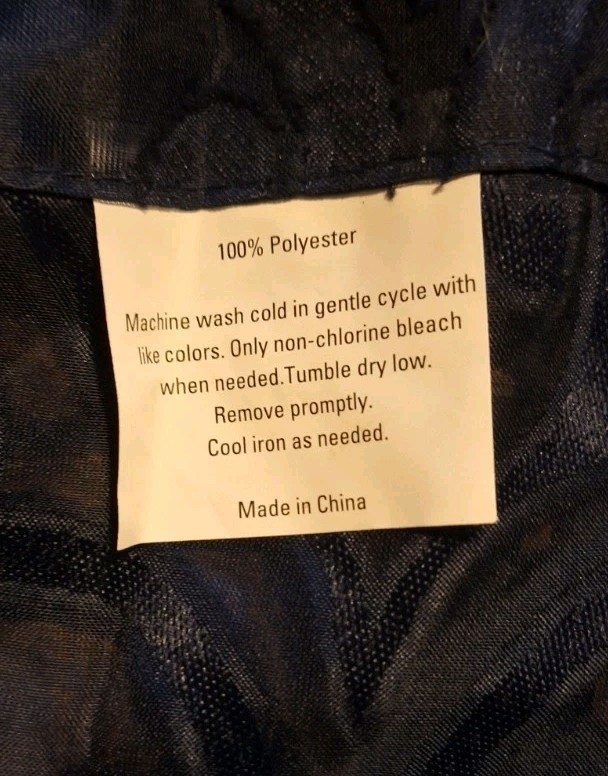 100% Polyester
Machine wash cold in gentle cycle with
like colors. Only non-chlorine bleach
when needed.Tumble dry low.
Remove promptly.
Cool iron as needed.
Made in China